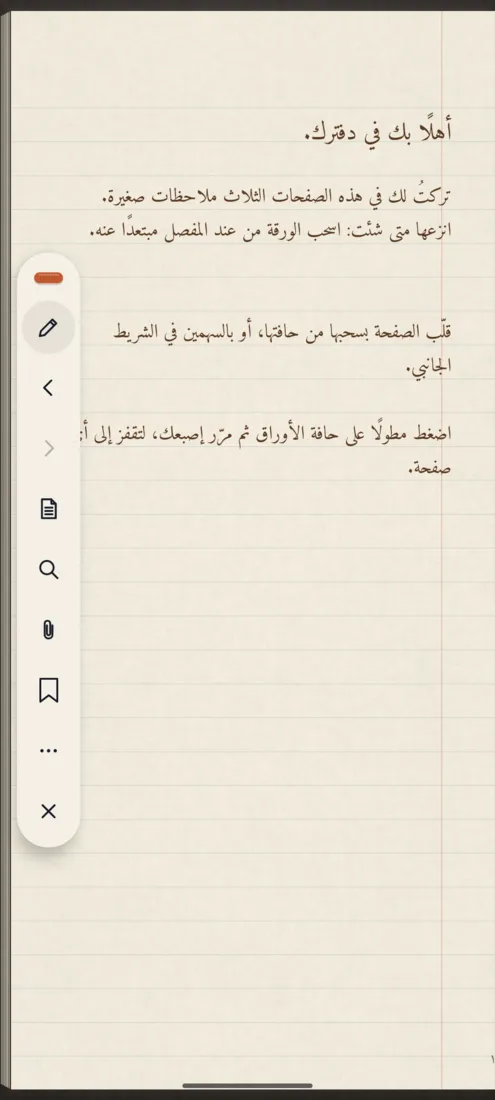 أهلًا بك في دفترك.
تركتُ لك في هذه الصفحات الثلاث ملاحظات صغيرة.
انزعها متى شئت: اسحب الورقة من عند المفصل مبتعدًا عنه.
قلّب الصفحة بسحبها من حافتها، أو بالسهمين في الشريط
الجانبي.
اضغط مطولًا على حافة الأوراق ثم مرّر إصبعك، لتقفز إلى
صفحة.
١